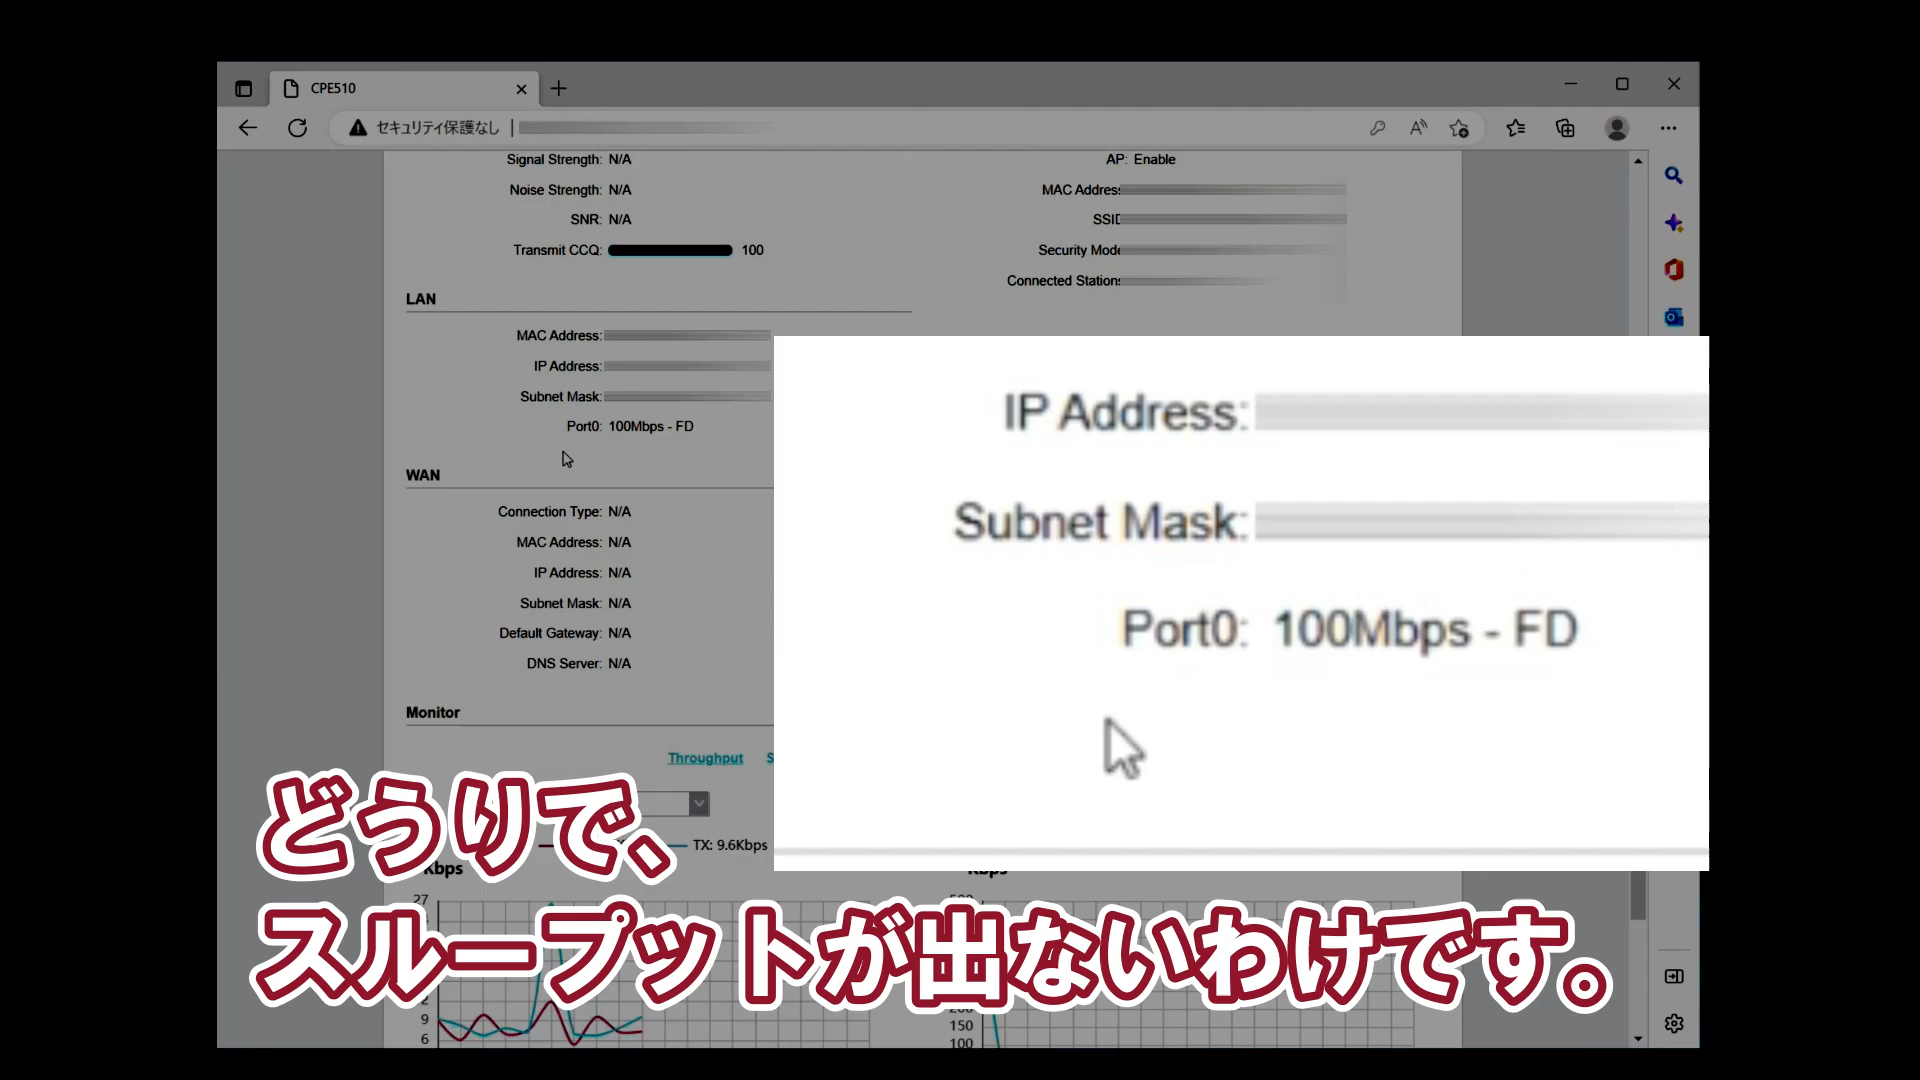 CPE510
セキュリティ保護なし
Signal Strength: N/A
Noise Strength: N/A
SNR: N/A
Transmit CCQ: 100
AP: Enable
MAC Address:
SSID
Security Mode
Connected Stations:
LAN
MAC Address:
IP Address:
Subnet Mask:
Port0: 100Mbps - FD
WAN
Connection Type: N/A
MAC Address: N/A
IP Address: N/A
Subnet Mask: N/A
Default Gateway: N/A
DNS Server: N/A
Monitor
Throughput
TX: 9.6Kbps
Kbps
27
9
6
Kbps
150
100
IP Address:
Subnet Mask:
Port0: 100Mbps - FD
どうりで、
スループットが出ないわけです。